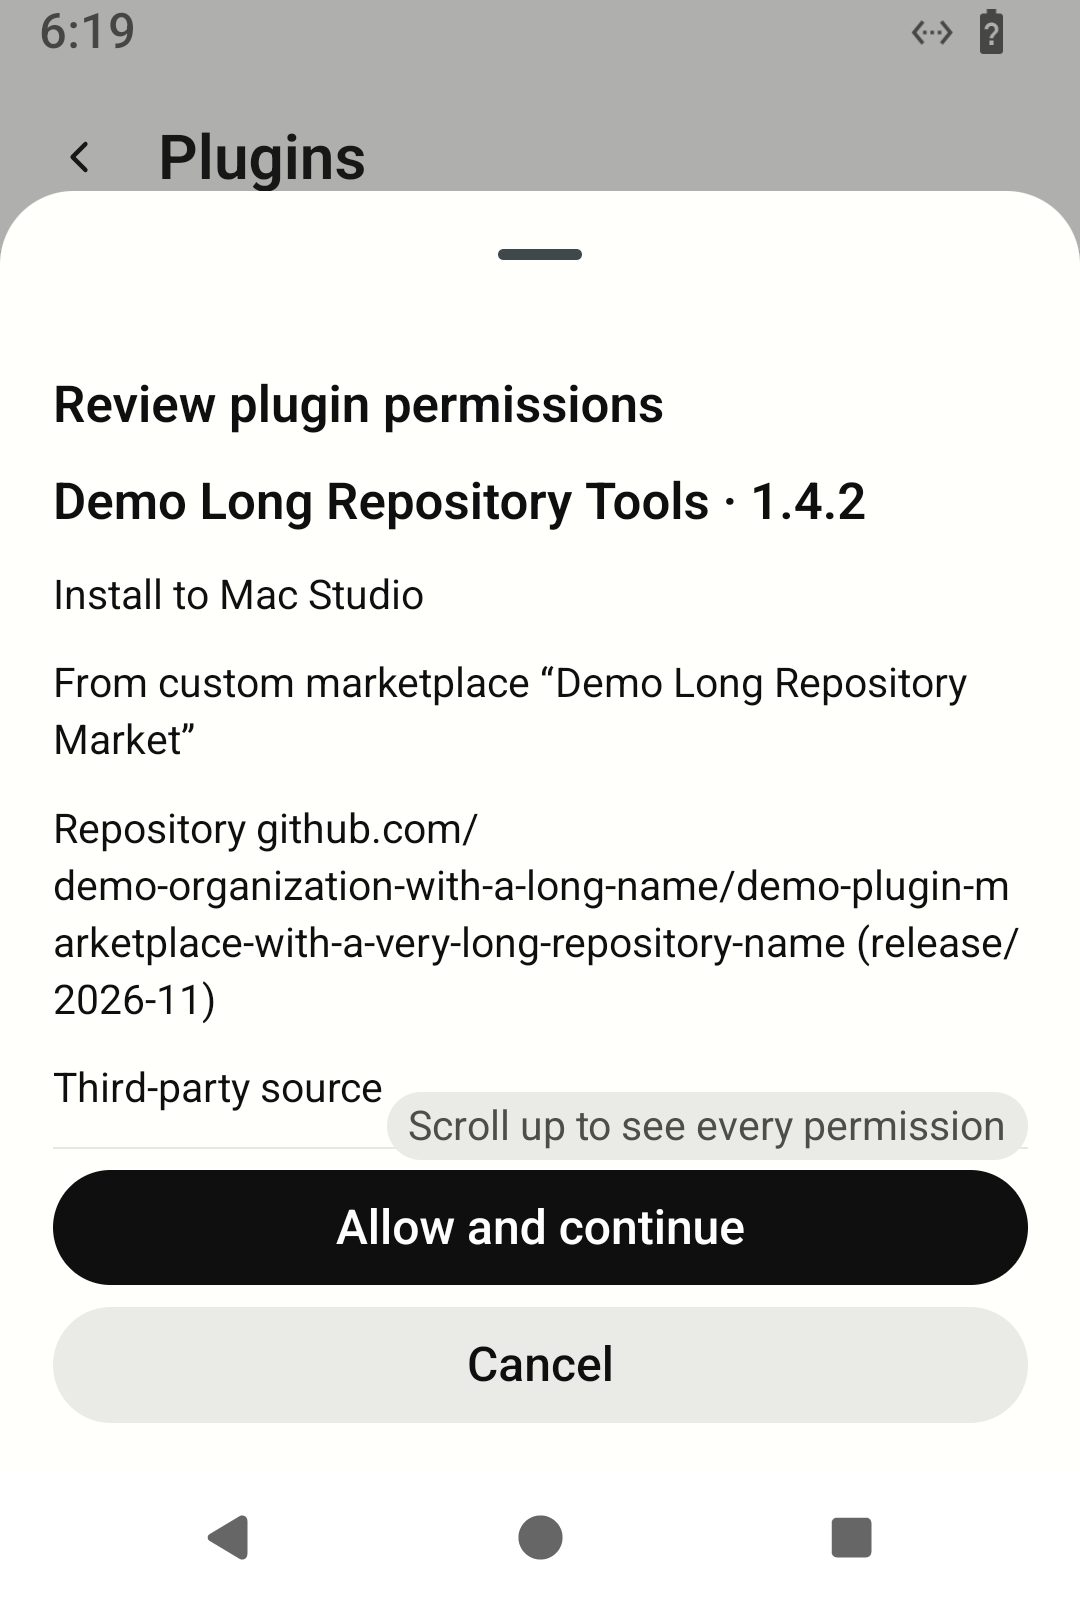 6:19
Plugins
Review plugin permissions
Demo Long Repository Tools · 1.4.2
Install to Mac Studio
From custom marketplace “Demo Long Repository
Market”
Repository github.com/
demo-organization-with-a-long-name/demo-plugin-m
arketplace-with-a-very-long-repository-name (release/
2026-11)
Third-party source
Scroll up to see every permission
Allow and continue
Cancel